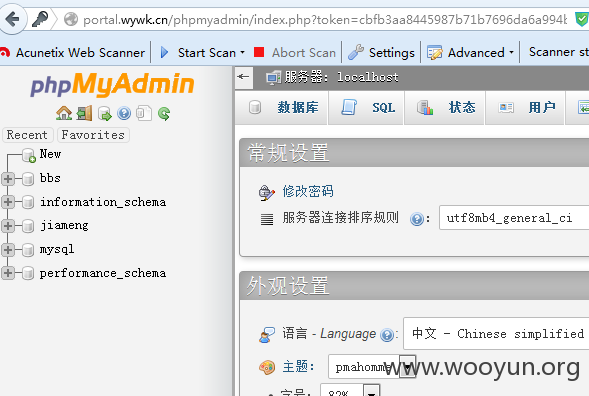 portal.wywk.cn/phpmyadmin/index.php?token=cbfb3aa8445987b71b7696da6a994b
Acunetix Web Scanner Start Scan Abort Scan Settings Advanced Scanner st
phpMyAdmin
Recent Favorites
New
bbs
information_schema
jiameng
mysql
performance_schema
服务器: localhost
数据库 SQL 状态 用户
常规设置
修改密码
服务器连接排序规则 : utf8mb4_general_ci
外观设置
语言 - Language : 中文 - Chinese simplified
主题: pmahomme
字号: 82%
www.wooyun.org